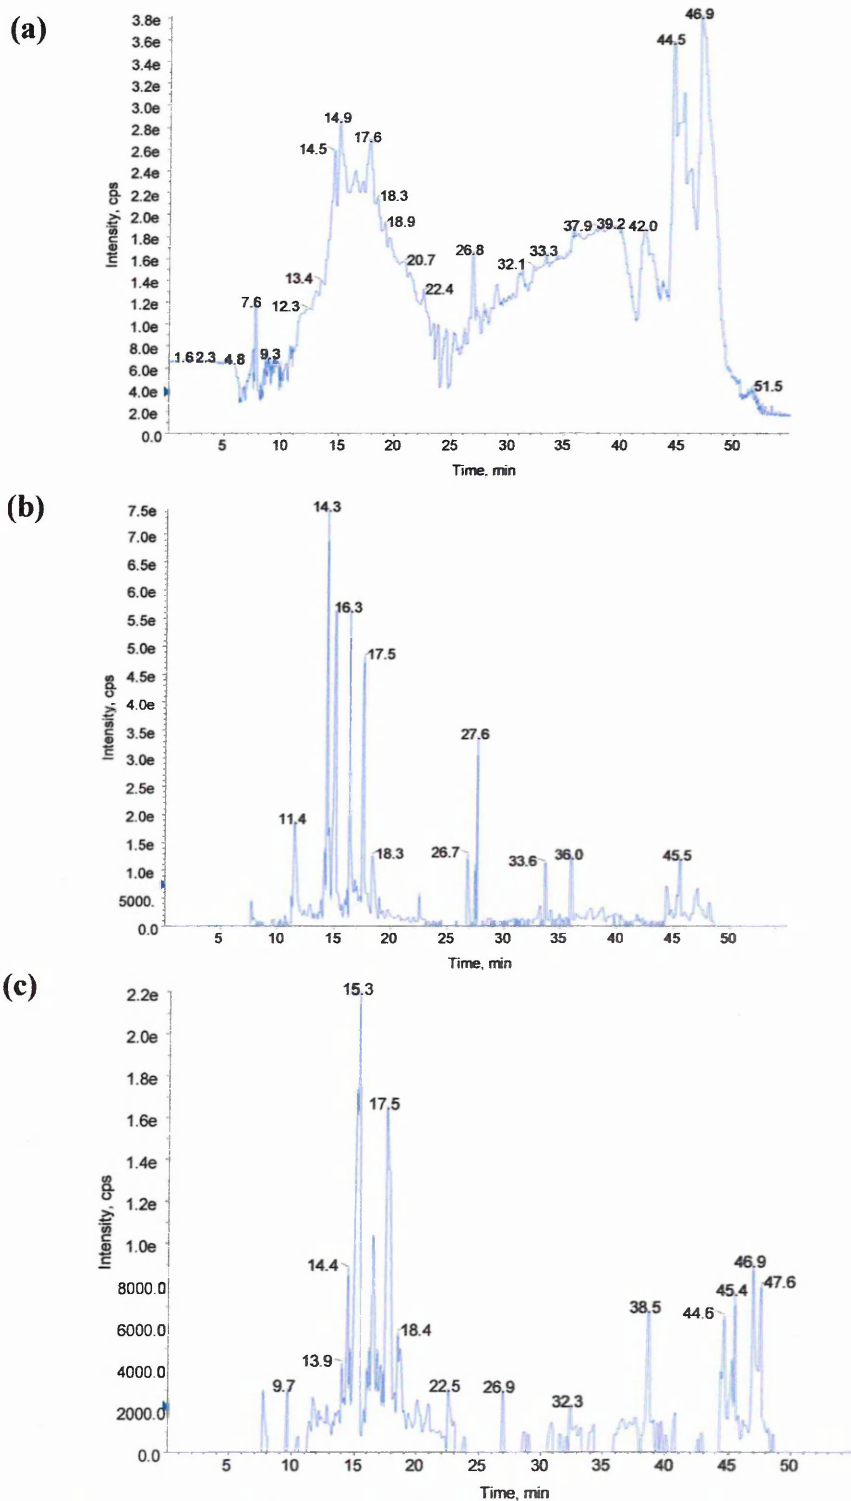 (a)
3.8e
3.6e
3.4e
3.2e
3.0e
2.8e
2.6e
2.4e
2.2e
2.0e
1.8e
1.6e
1.4e
1.2e
1.0e
8.0e
6.0e
4.0e
2.0e
0.0
Intensity, cps
1.6 2.3 4.8 7.6 9.3 12.3 13.4 14.5 14.9 17.6 18.3 18.9 20.7 22.4 26.8 32.1 33.3 37.9 39.2 42.0 44.5 46.9 51.5
5 10 15 20 25 30 35 40 45 50
Time, min
(b)
7.5e
7.0e
6.5e
6.0e
5.5e
5.0e
4.5e
4.0e
3.5e
3.0e
2.5e
2.0e
1.5e
1.0e
5000.
0.0
Intensity, cps
11.4 14.3 16.3 17.5 18.3 26.7 27.6 33.6 36.0 45.5
5 10 15 20 25 30 35 40 45 50
Time, min
(c)
2.2e
2.0e
1.8e
1.6e
1.4e
1.2e
1.0e
8000.0
6000.0
4000.0
2000.0
0.0
Intensity, cps
9.7 13.9 14.4 15.3 17.5 18.4 22.5 26.9 32.3 38.5 44.6 45.4 46.9 47.6
5 10 15 20 25 30 35 40 45 50
Time, min